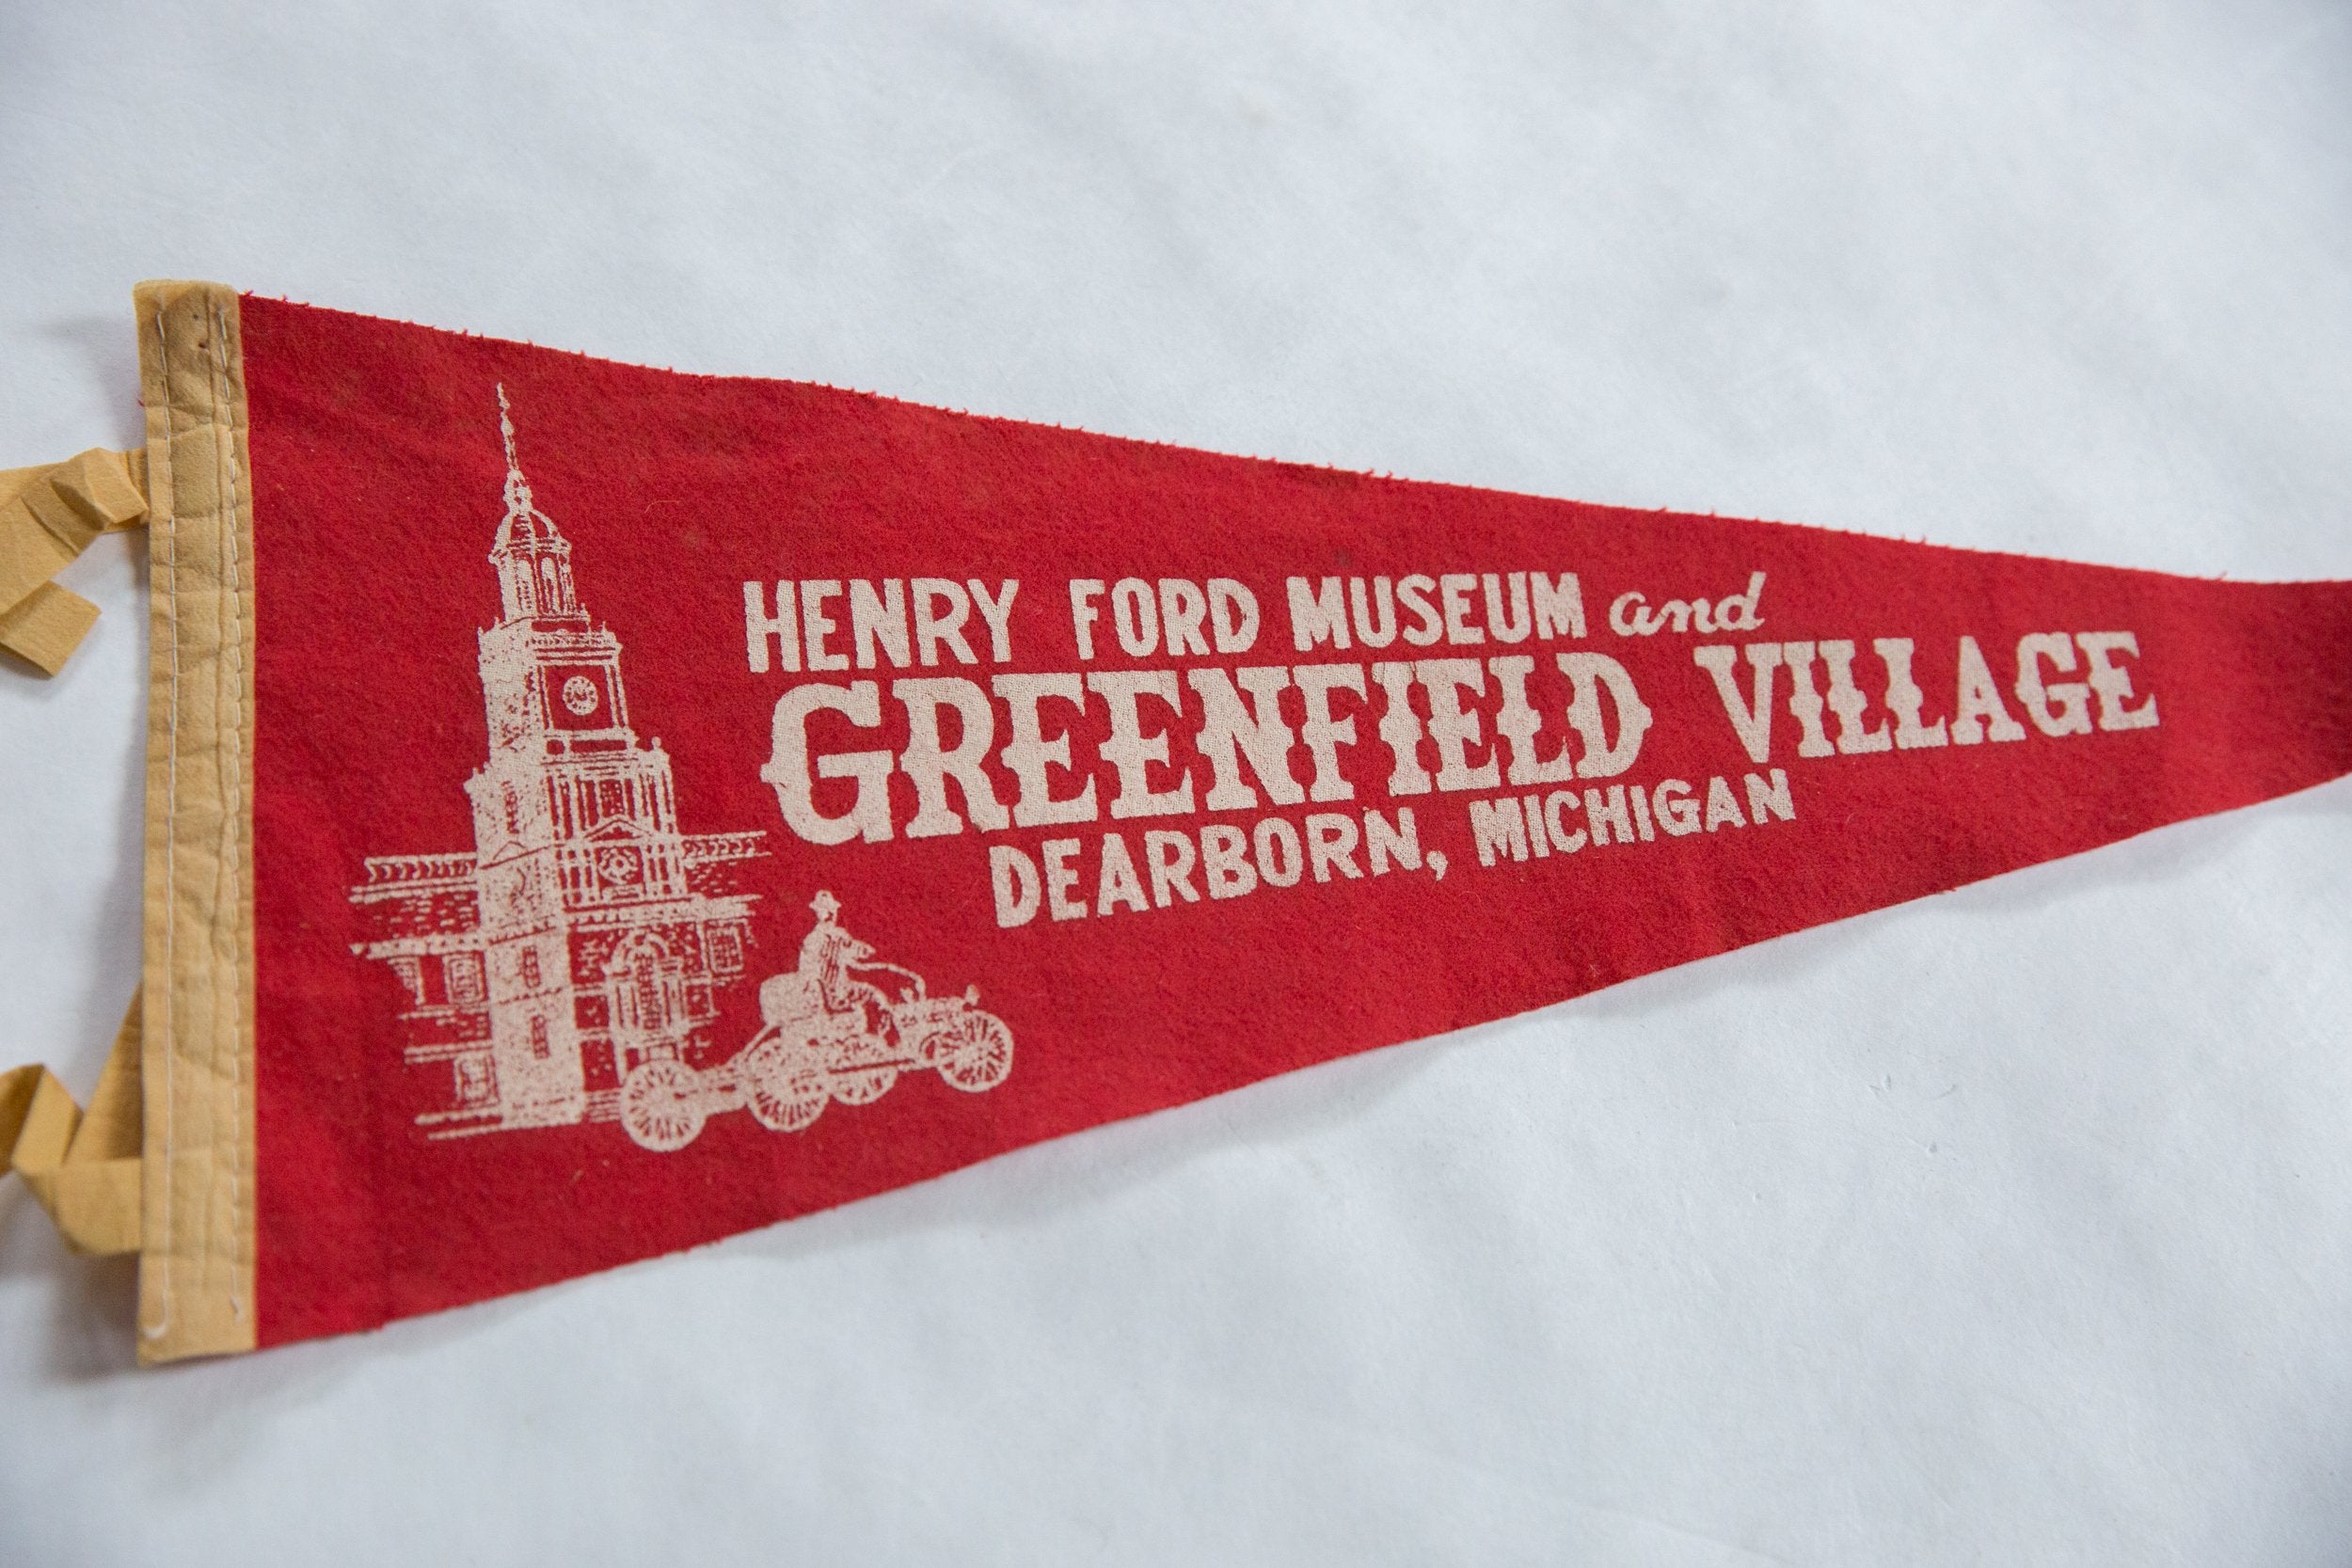 HENRY FORD MUSEUM and
GREENFIELD VILLAGE
DEARBORN, MICHIGAN